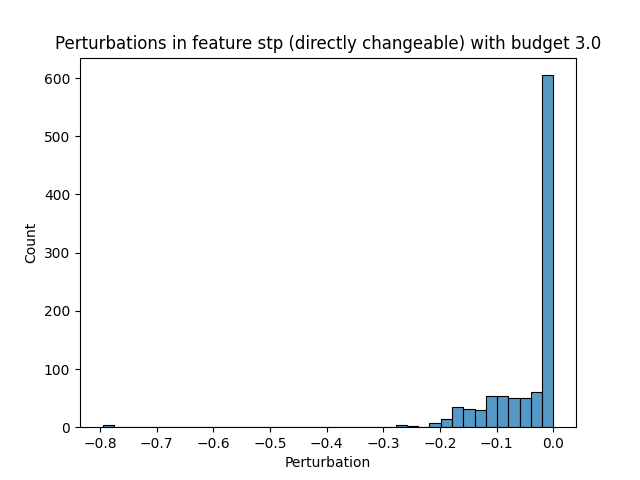 Perturbations in feature stp (directly changeable) with budget 3.0
600
500
400
300
200
100
0
Count
−0.8 −0.7 −0.6 −0.5 −0.4 −0.3 −0.2 −0.1 0.0
Perturbation